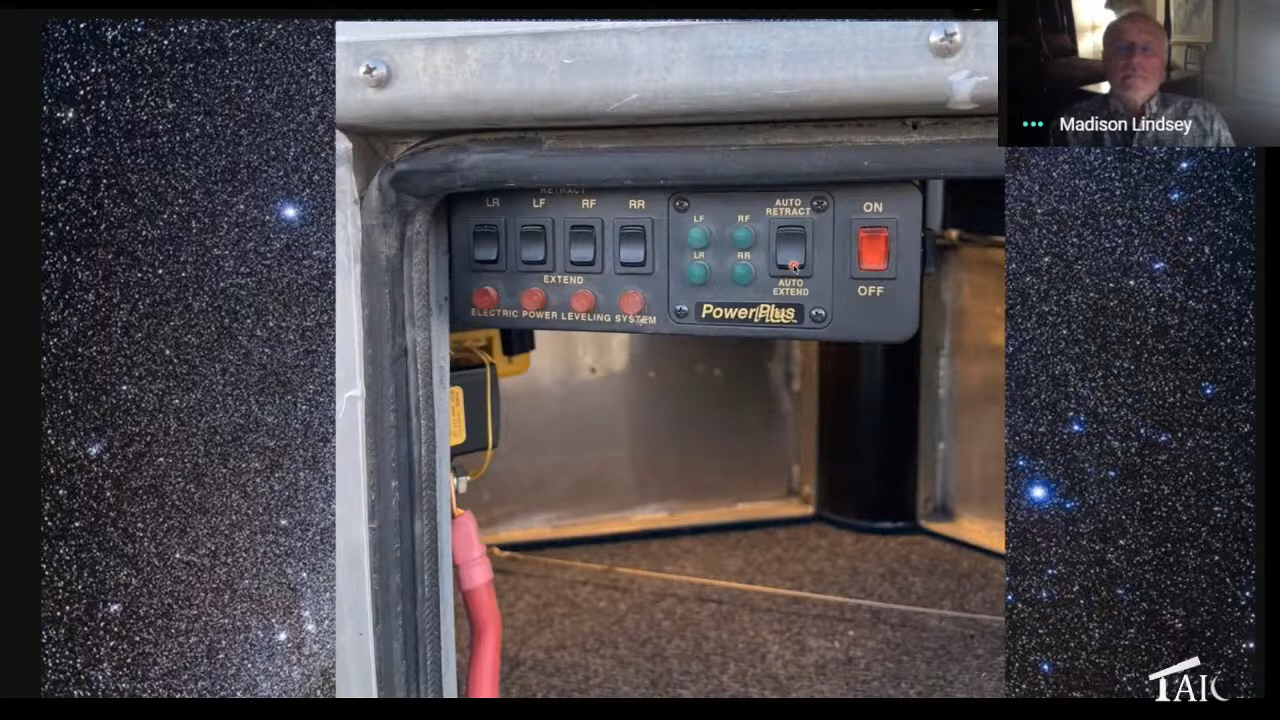 Madison Lindsey
RETRACT
LR LF RF RR
EXTEND
ELECTRIC POWER LEVELING SYSTEM
LF RF
LR RR
AUTO
RETRACT
AUTO
EXTEND
PowerPlus
ON
OFF
TAIC